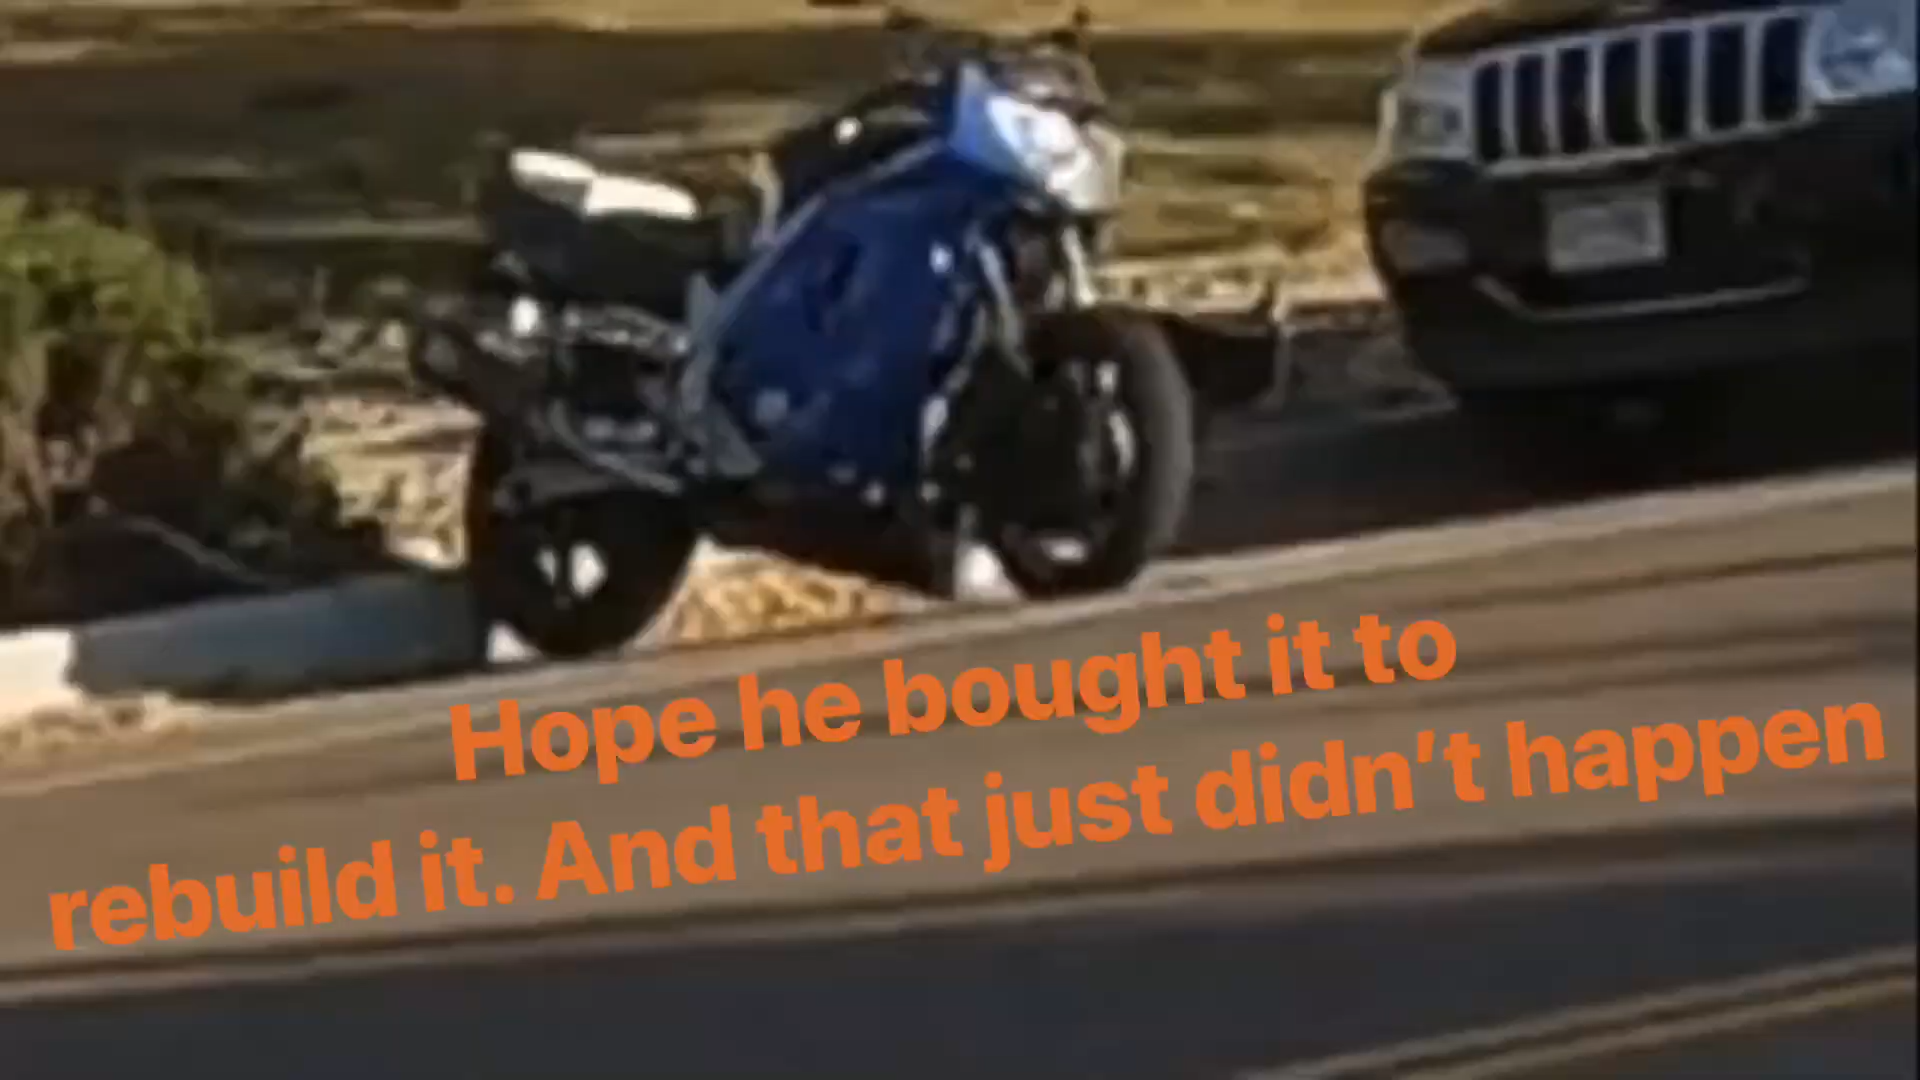 Hope he bought it to
rebuild it. And that just didn’t happen